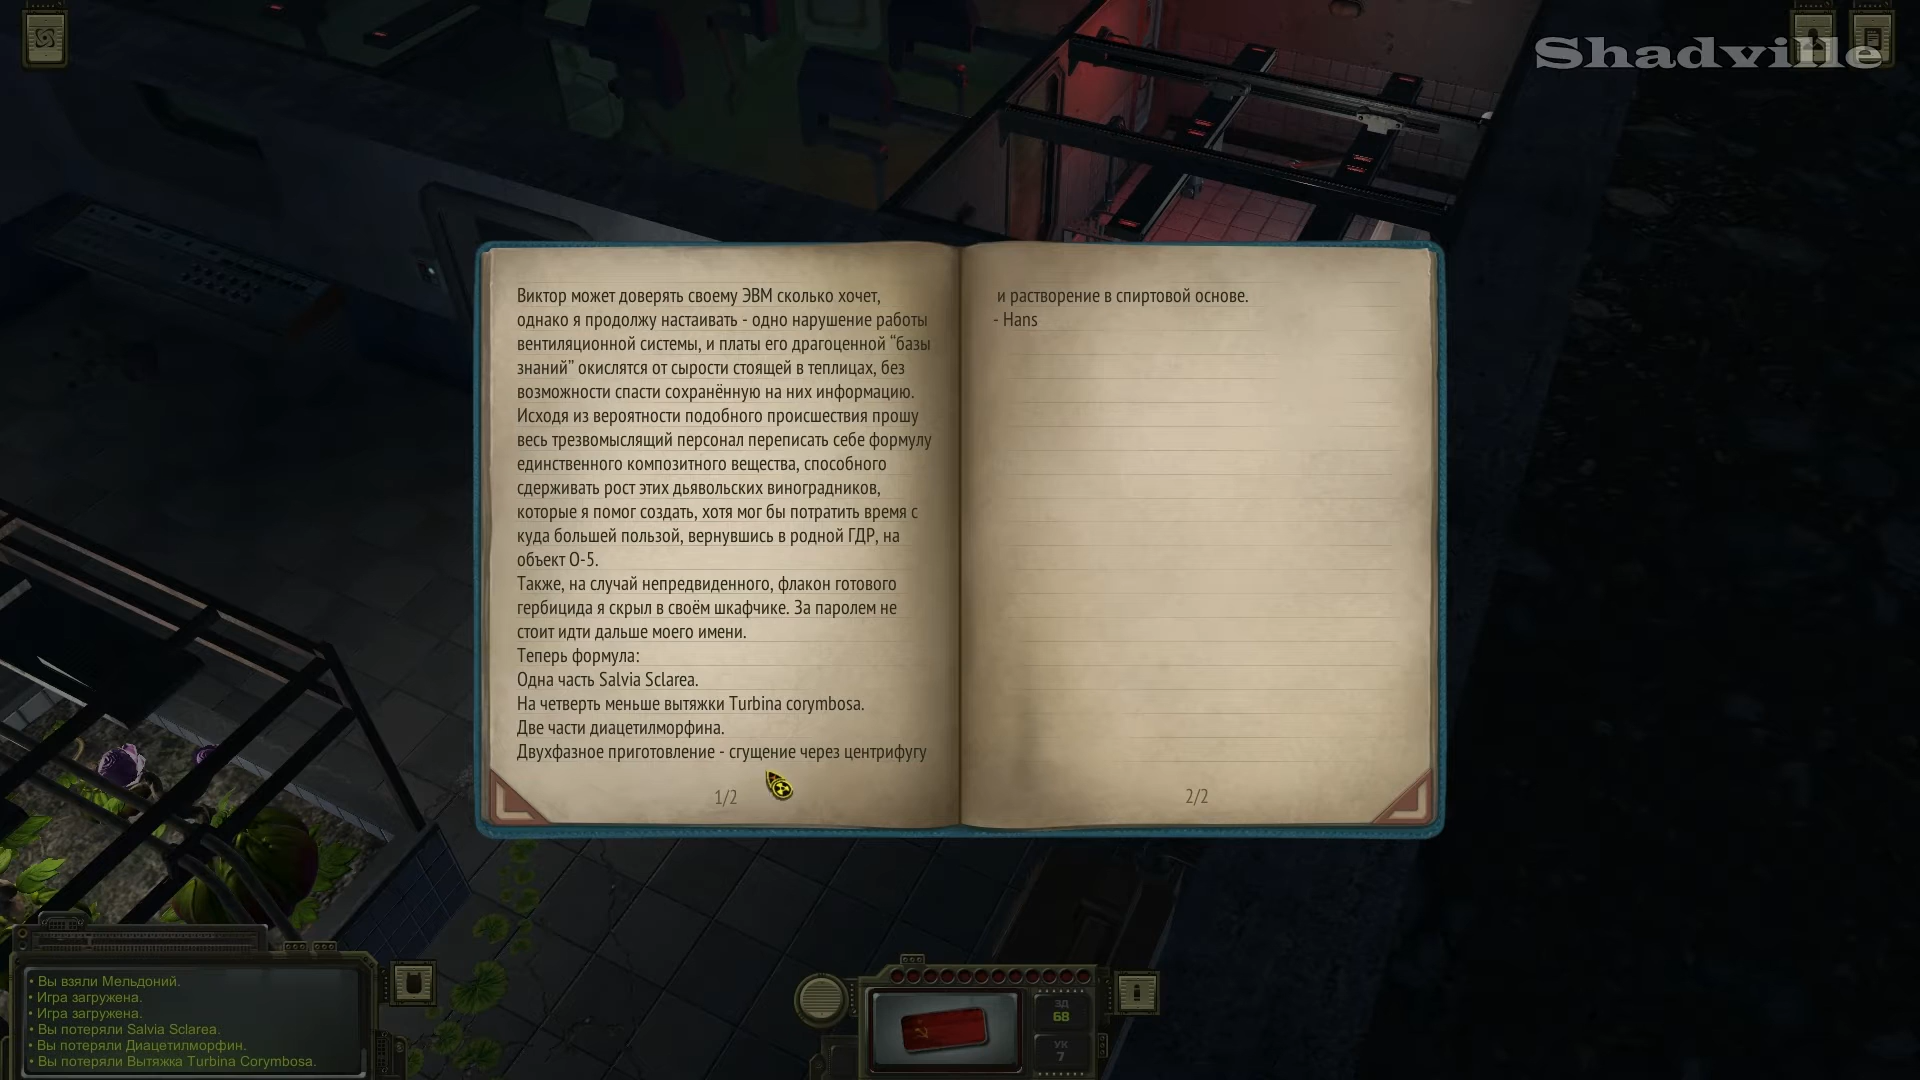 Shadville
Виктор может доверять своему ЭВМ сколько хочет,
однако я продолжу настаивать - одно нарушение работы
вентиляционной системы, и платы его драгоценной “базы
знаний” окислятся от сырости стоящей в теплицах, без
возможности спасти сохранённую на них информацию.
Исходя из вероятности подобного происшествия прошу
весь трезвомыслящий персонал переписать себе формулу
единственного композитного вещества, способного
сдерживать рост этих дьявольских виноградников,
которые я помог создать, хотя мог бы потратить время с
куда большей пользой, вернувшись в родной ГДР, на
объект О-5.
Также, на случай непредвиденного, флакон готового
гербицида я скрыл в своём шкафчике. За паролем не
стоит идти дальше моего имени.
Теперь формула:
Одна часть Salvia Sclarea.
На четверть меньше вытяжки Turbina corymbosa.
Две части диацетилморфина.
Двухфазное приготовление - сгущение через центрифугу
1/2
и растворение в спиртовой основе.
- Hans
2/2
• Вы взяли Мельдоний.
• Игра загружена.
• Игра загружена.
• Вы потеряли Salvia Sclarea.
• Вы потеряли Диацетилморфин.
• Вы потеряли Вытяжка Turbina Corymbosa.
ЗД
68
УК
7